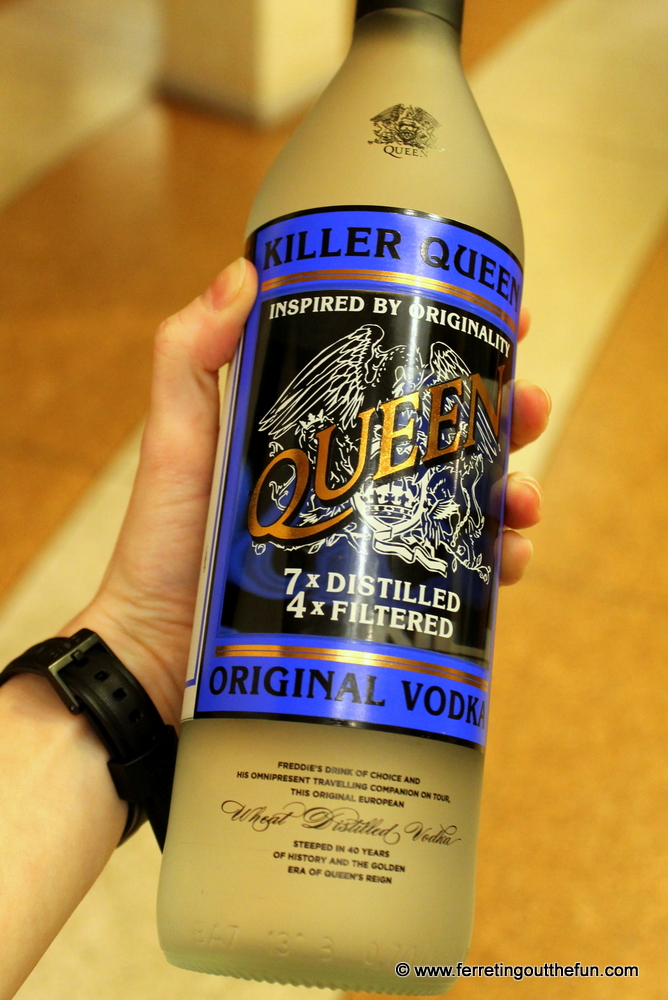 QUEEN
KILLER QUEEN
INSPIRED BY ORIGINALITY
QUEEN
7x DISTILLED
4x FILTERED
ORIGINAL VODKA
FREDDIE'S DRINK OF CHOICE AND
HIS OMNIPRESENT TRAVELLING COMPANION ON TOUR,
THIS ORIGINAL EUROPEAN
Wheat Distilled Vodka
STEEPED IN 40 YEARS
OF HISTORY AND THE GOLDEN
ERA OF QUEEN'S REIGN
© www.ferretingoutthefun.com